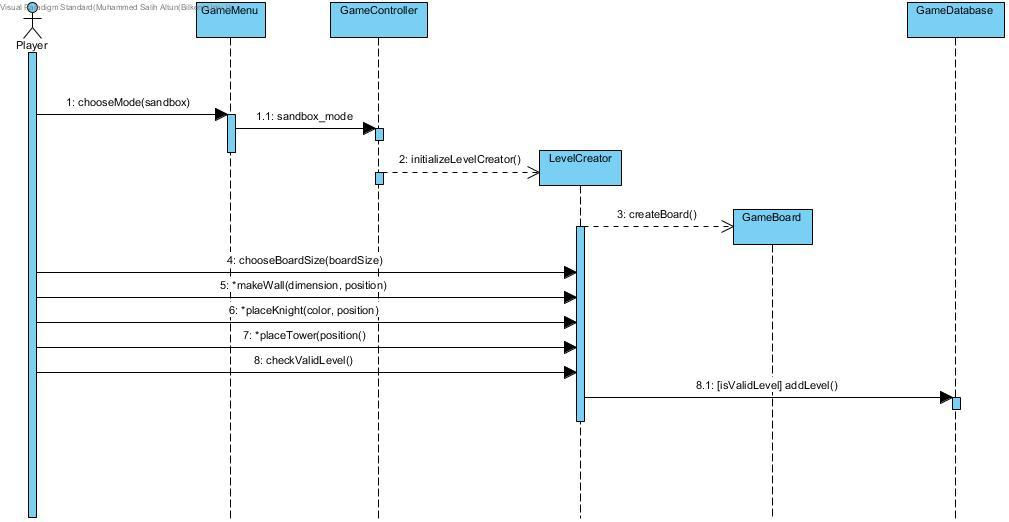 Visual Paradigm Standard(Muhammed Salih Altun(Bilkent
GameMenu
GameController
GameDatabase
Player
1: chooseMode(sandbox)
1.1: sandbox_mode
2: initializeLevelCreator()
LevelCreator
3: createBoard()
GameBoard
4: chooseBoardSize(boardSize)
5: *makeWall(dimension, position)
6: *placeKnight(color, position)
7: *placeTower(position()
8: checkValidLevel()
8.1: [isValidLevel] addLevel()